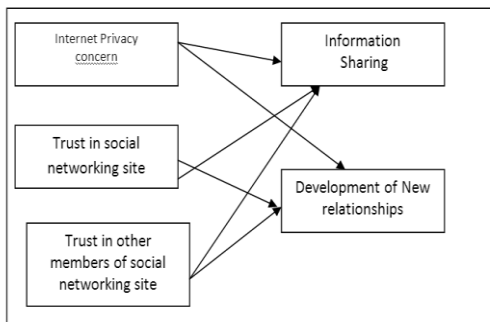 Internet Privacy
concern
Information
Sharing
Trust in social
networking site
Development of New
relationships
Trust in other
members of social
networking site